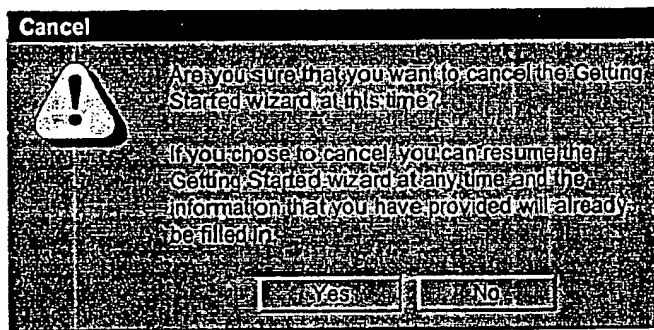 Cancel
Are you sure that you want to cancel the Getting
Started wizard at this time?
If you chose to cancel, you can resume the
Getting Started wizard at any time and the
information that you have provided will already
be filled in.
Yes No